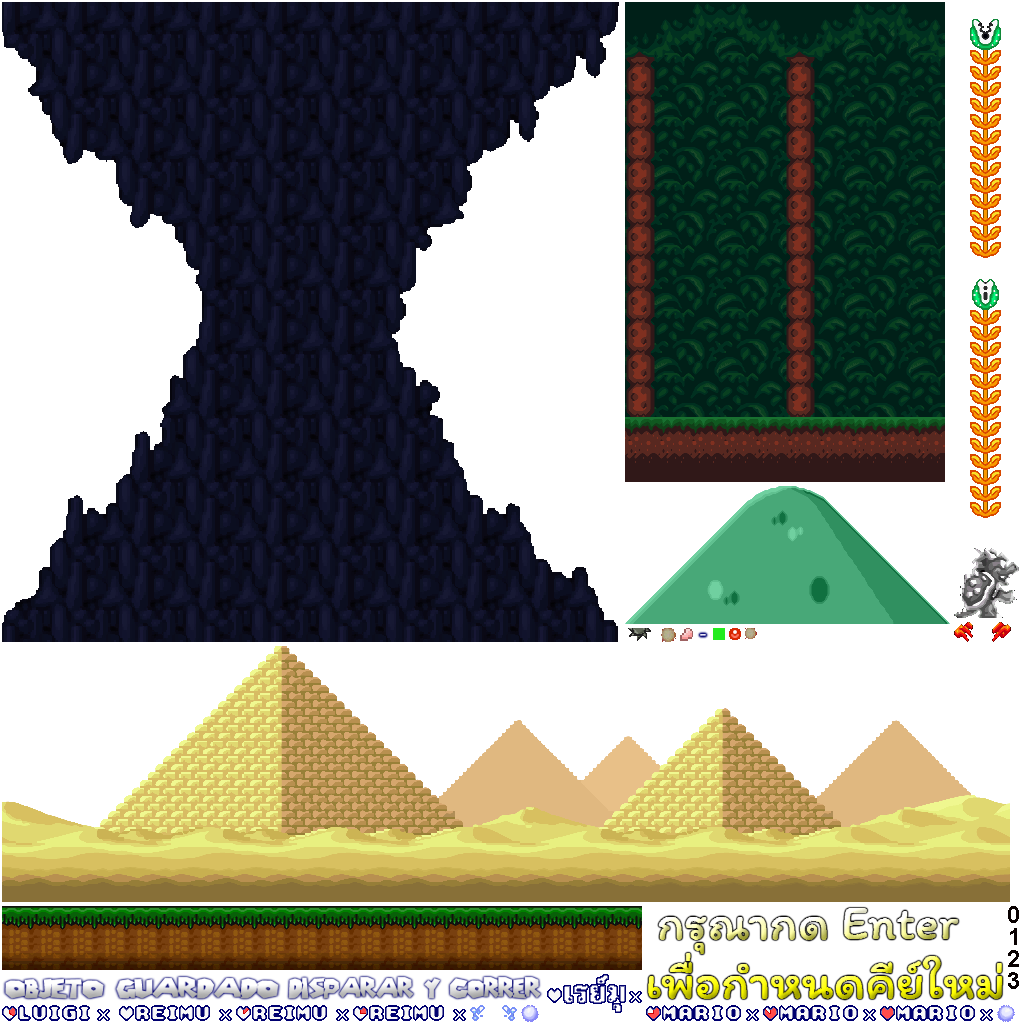 กรุณากด Enter
0
1
2
3
เพื่อกำหนดคีย์ใหม่
OBJETO GUARDADO DISPARAR Y CORRER
♥เรย์มุ×
♥LUIGI × ♥REIMU × ♥REIMU × ♥REIMU ×
♥MARIO× ♥MARIO× ♥MARIO×